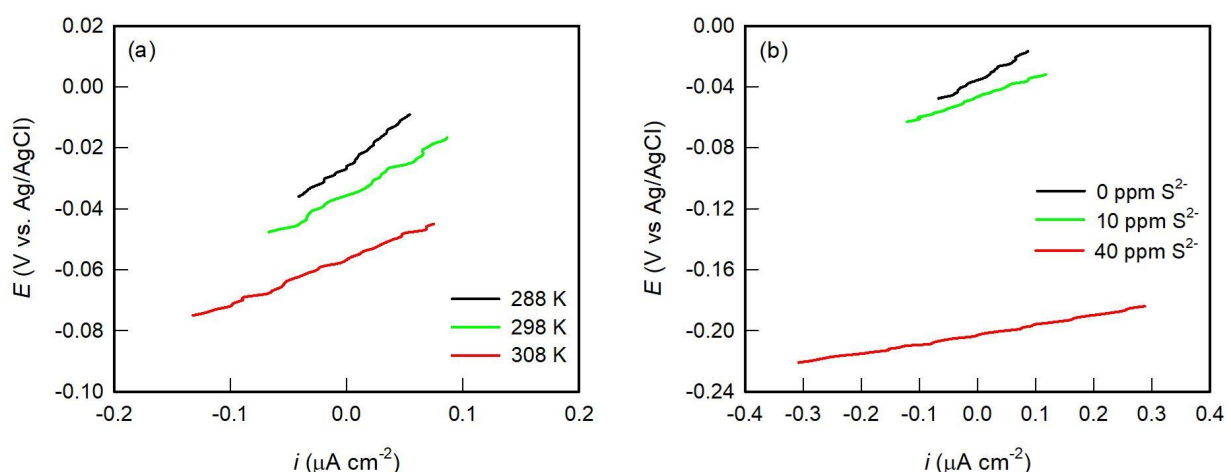 (a)
0.02
0.00
-0.02
-0.04
-0.06
-0.08
-0.10
E (V vs. Ag/AgCl)
288 K
298 K
308 K
-0.2
-0.1
0.0
0.1
0.2
i (μA cm⁻²)
(b)
0.00
-0.04
-0.08
-0.12
-0.16
-0.20
-0.24
E (V vs Ag/AgCl)
0 ppm S²⁻
10 ppm S²⁻
40 ppm S²⁻
-0.4
-0.3
-0.2
-0.1
0.0
0.1
0.2
0.3
0.4
i (μA cm⁻²)